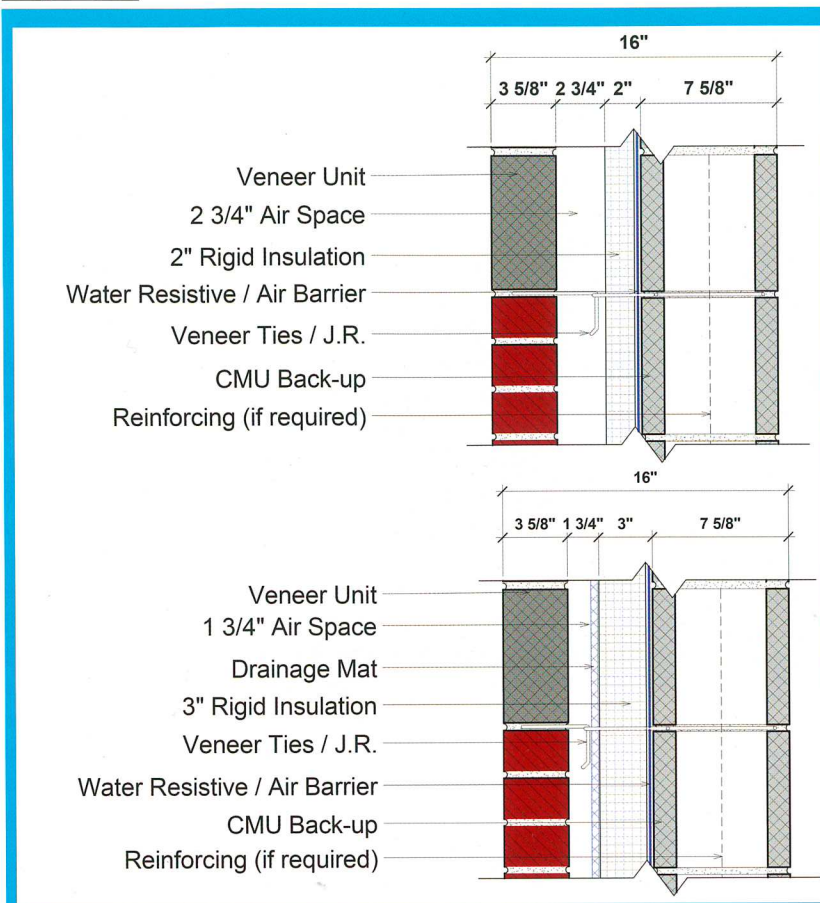 16"
3 5/8" 2 3/4" 2" 7 5/8"
Veneer Unit
2 3/4" Air Space
2" Rigid Insulation
Water Resistive / Air Barrier
Veneer Ties / J.R.
CMU Back-up
Reinforcing (if required)
16"
3 5/8" 1 3/4" 3" 7 5/8"
Veneer Unit
1 3/4" Air Space
Drainage Mat
3" Rigid Insulation
Veneer Ties / J.R.
Water Resistive / Air Barrier
CMU Back-up
Reinforcing (if required)